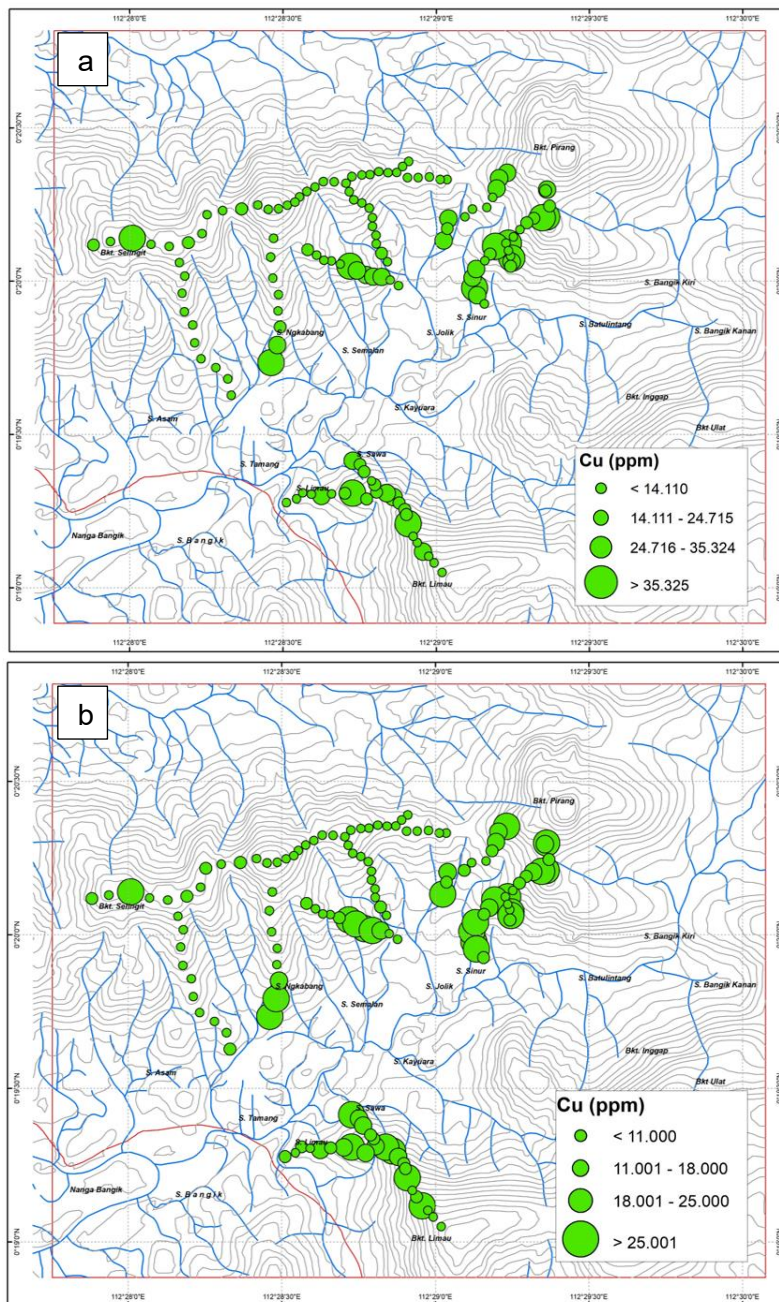 112°28'0"E 112°28'30"E 112°29'0"E 112°29'30"E 112°30'0"E
a
Bkt. Pirang
0°20'30"N
Bkt. Selingit
0°20'0"N
S. Bangik Kiri
S. Sinur
S. Batulintang
S. Ngkabang
S. Jolik
S. Bangik Kanan
S. Semalan
Bkt. Inggap
S. Kayuara
S. Asam
Bkt Ulat
0°19'30"N
S. Sawa
S. Tamang
S. Limau
Nanga Bangik
S. Bangik
Bkt. Limau
0°19'0"N
Cu (ppm)
< 14.110
14.111 - 24.715
24.716 - 35.324
> 35.325
112°28'0"E 112°28'30"E 112°29'0"E 112°29'30"E 112°30'0"E
b
Bkt. Pirang
0°20'30"N
Bkt. Selingit
0°20'0"N
S. Bangik Kiri
S. Sinur
S. Batulintang
S. Ngkabang
S. Jolik
S. Bangik Kanan
S. Semalan
Bkt. Inggap
S. Kayuara
S. Asam
Bkt Ulat
0°19'30"N
S. Sawa
S. Tamang
S. Limau
Nanga Bangik
S. Bangik
Bkt. Limau
0°19'0"N
Cu (ppm)
< 11.000
11.001 - 18.000
18.001 - 25.000
> 25.001